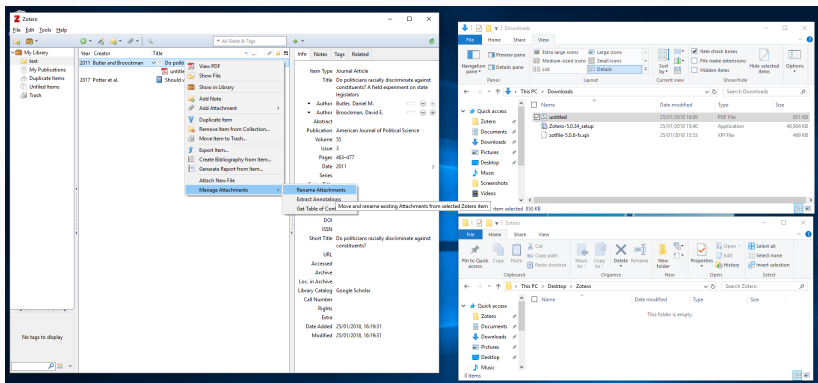 Zotero
File Edit Tools Help
All Fields & Tags
My Library
test
My Publications
Duplicate Items
Unfiled Items
Trash
No tags to display
Year Creator Title
2011 Butler and Broockman Do politi
untitle
2017 Potter et al. Should v
View PDF
Show File
Show in Library
Add Note
Add Attachment
Duplicate Item
Remove Item from Collection...
Move Item to Trash...
Export Item...
Create Bibliography from Item...
Generate Report from Item...
Attach New File
Manage Attachments
Rename Attachments
Extract Annotations
Get Table of Con
Move and rename existing Attachments from selected Zotero item
Info Notes Tags Related
Item Type Journal Article
Title Do politicians racially discriminate against
constituents? A field experiment on state
legislators
Author Butler, Daniel M.
Author Broockman, David E.
Abstract
Publication American Journal of Political Science
Volume 55
Issue 3
Pages 463–477
Date 2011 y
Series
DOI
ISSN
Short Title Do politicians racially discriminate against
constituents?
URL
Accessed
Archive
Loc. in Archive
Library Catalog Google Scholar
Call Number
Rights
Extra
Date Added 25/01/2018, 16:19:31
Modified 25/01/2018, 16:19:31
Downloads
File Home Share View
Navigation pane
Preview pane
Details pane
Panes
Extra large icons Large icons
Medium-sized icons Small icons
List Details
Layout
Sort by
Current view
Item check boxes
File name extensions
Hidden items
Hide selected items
Show/hide
Options
This PC > Downloads
Search Downloads
Name Date modified Type Size
Quick access
Zotero
Documents
Downloads
Pictures
Desktop
Music
Screenshots
Videos
untitled 25/01/2018 16:09 PDF File 851 KB
Zotero-5.0.34_setup 25/01/2018 15:40 Application
zotfile-5.0.6-fx.xpi 25/01/2018 15:53 XPI File 469 KB
item selected 850 KB
Zotero
File Home Share View
Pin to Quick access
Copy
Paste
Cut
Copy path
Paste shortcut
Clipboard
Move to
Copy to
Delete
Rename
Organise
New folder
New
Properties
Open
Edit
History
Open
Select all
Select none
Invert selection
Select
This PC > Desktop > Zotero
Search Zotero
Name Date modified Type Size
This folder is empty.
Quick access
Zotero
Documents
Downloads
Pictures
Desktop
Music
0 items